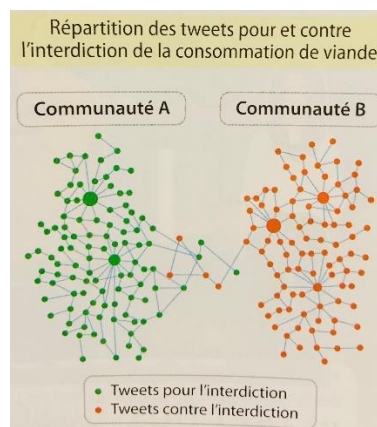 Répartition des tweets pour et contre
l'interdiction de la consommation de viande
Communauté A
Communauté B
Tweets pour l'interdiction
Tweets contre l'interdiction